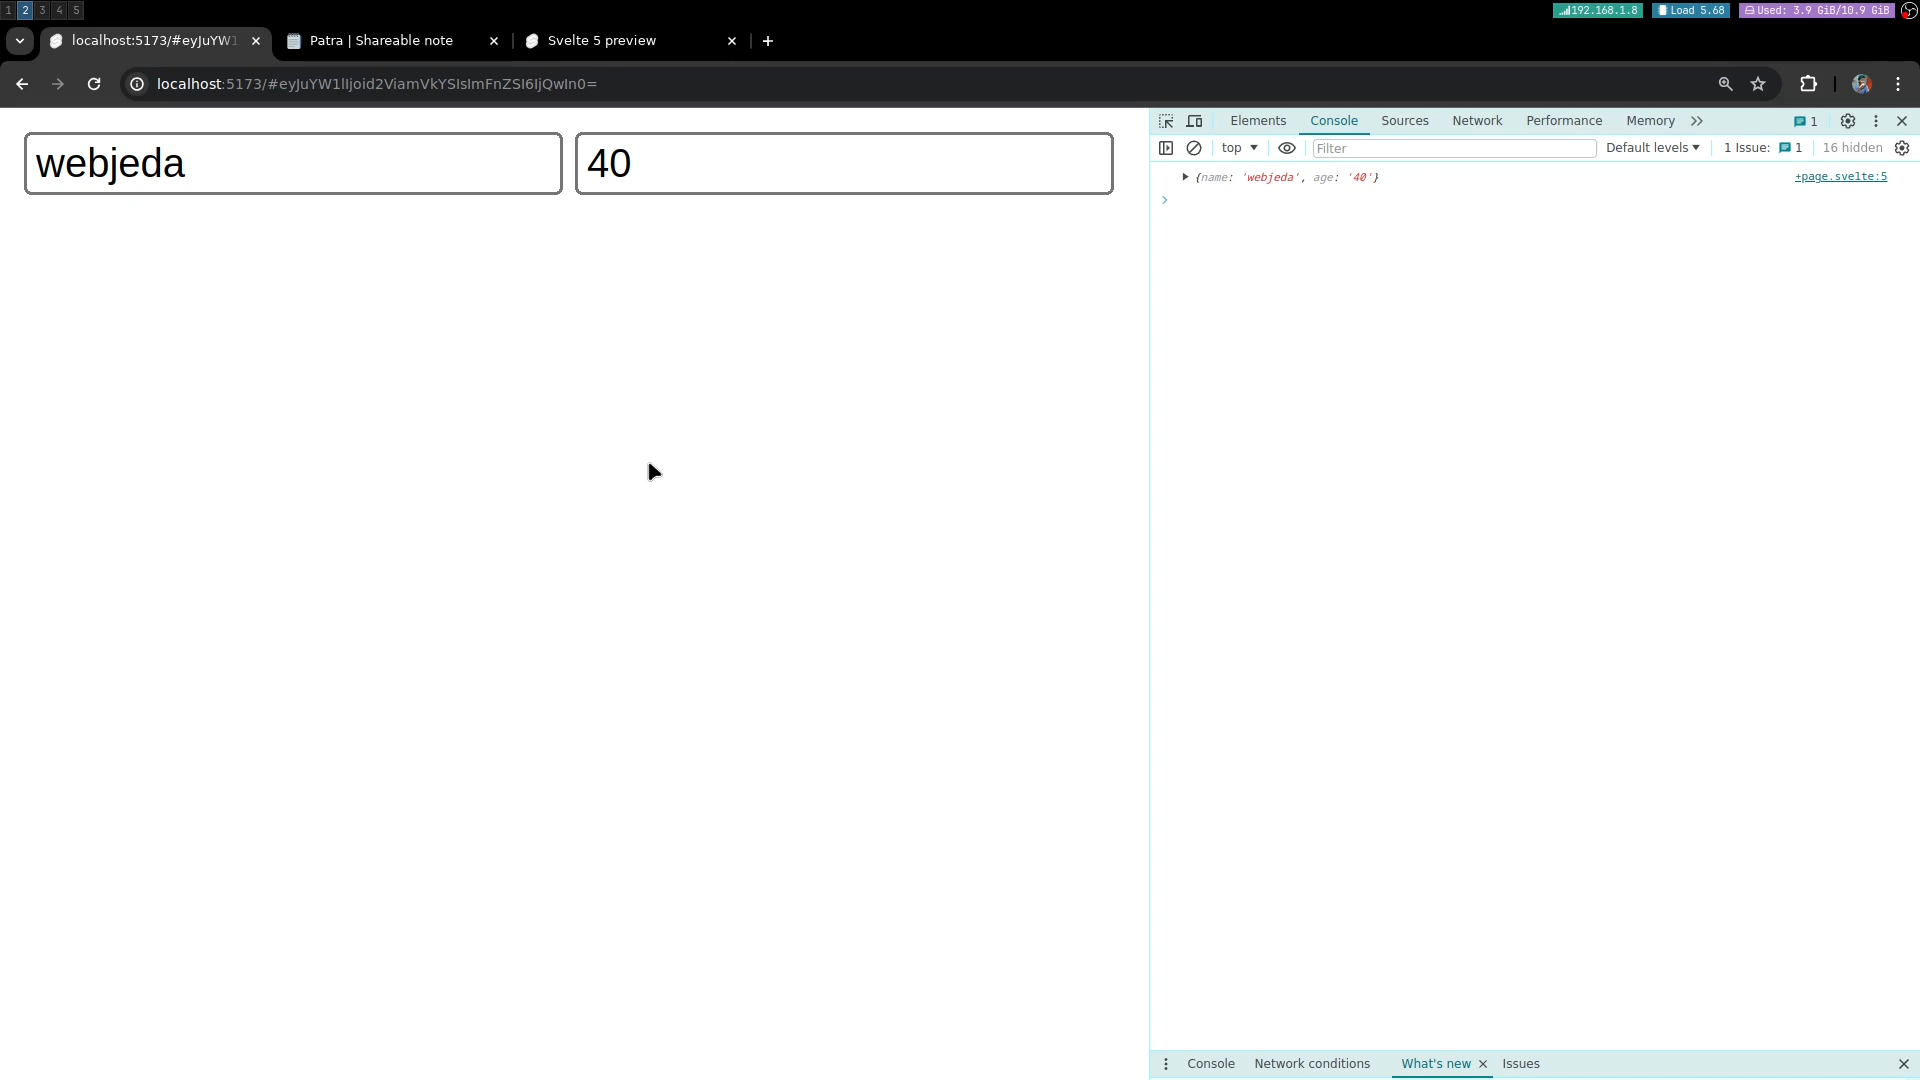 1 2 3 4 5
192.168.1.8 Load 5.68 Used: 3.9 GiB/10.9 GiB
localhost:5173/#eyJuYW1 Patra | Shareable note Svelte 5 preview
localhost:5173/#eyJuYW1lIjoid2ViamVkYSIsImFnZSI6IjQwIn0=
webjeda 40
Elements Console Sources Network Performance Memory 1
top Filter Default levels 1 Issue: 1 16 hidden
{name: 'webjeda', age: '40'} +page.svelte:5
Console Network conditions What's new Issues